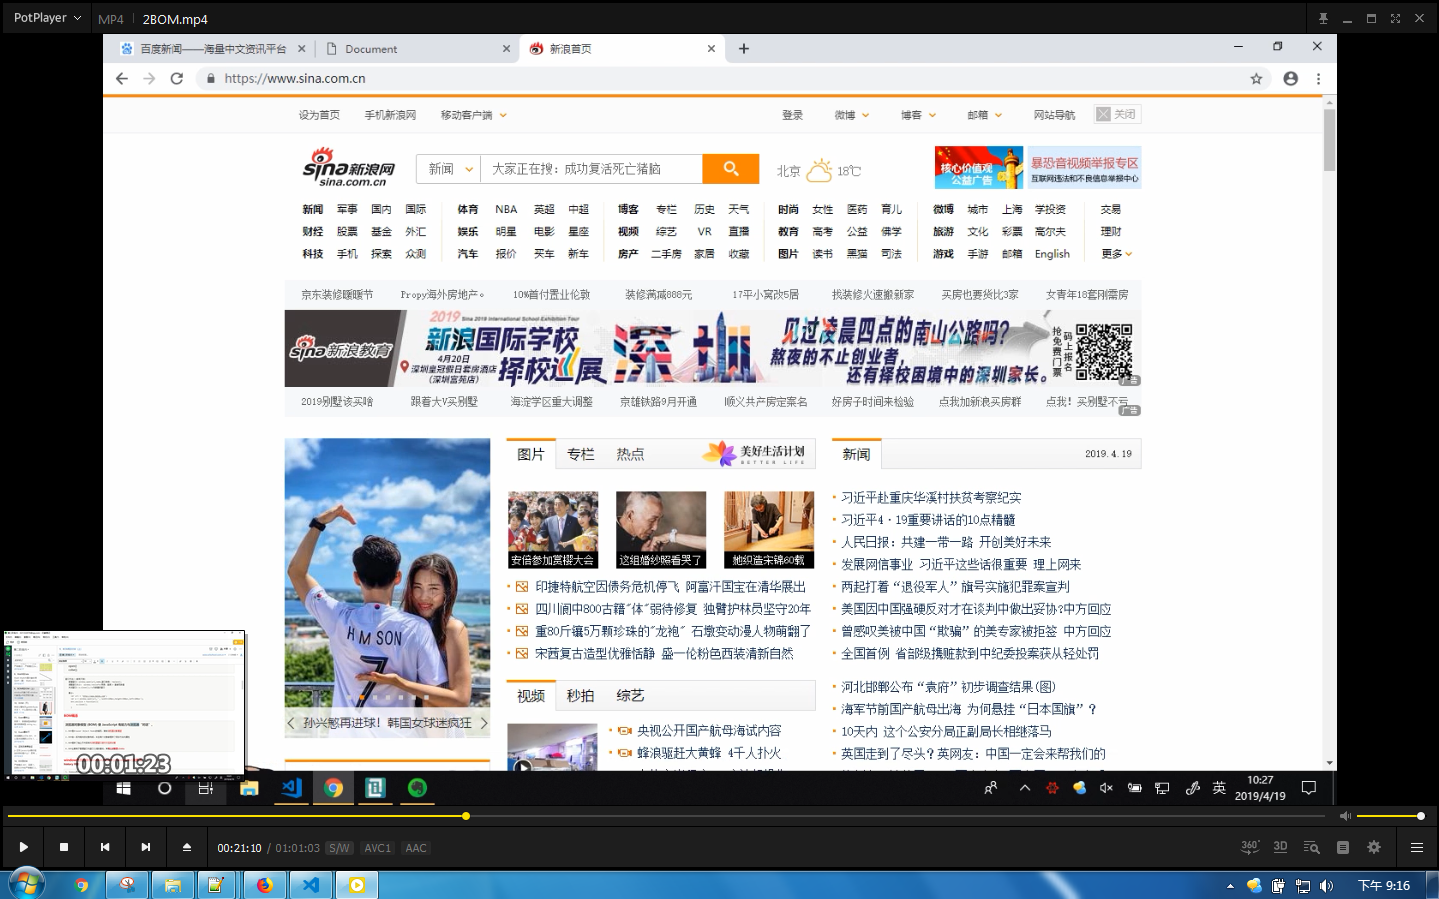 PotPlayer
MP4
2BOM.mp4
百度新闻——海量中文资讯平台
Document
新浪首页
https://www.sina.com.cn
设为首页 手机新浪网 移动客户端
登录 微博 博客 邮箱 网站导航 关闭
sina新浪网
sina.com.cn
新闻 大家正在搜：成功复活死亡猪脑
北京 18℃
核心价值观
公益广告
暴恐音视频举报专区
互联网违法和不良信息举报中心
新闻 军事 国内 国际 体育 NBA 英超 中超 博客 专栏 历史 天气 时尚 女性 医药 育儿 微博 城市 上海 学投资 交易
财经 股票 基金 外汇 娱乐 明星 电影 星座 视频 综艺 VR 直播 教育 高考 公益 佛学 旅游 文化 彩票 高尔夫 理财
科技 手机 探索 众测 汽车 报价 买车 新车 房产 二手房 家居 收藏 图片 读书 黑猫 司法 游戏 手游 邮箱 English 更多
京东装修暖暖节 Propy海外房地产。 10%首付置业伦敦 装修满减888元 17平小窝改5居 找装修火速搬新家 买房也要货比3家 女青年18套刚需房
sina新浪教育
2019 Sina 2019 International School Exhibition Tour
新浪国际学校
4月20日
深圳皇冠假日套房酒店
（深圳富苑店）
择校巡展
见过凌晨四点的南山公路吗？
熬夜的不止创业者，
还有择校困境中的深圳家长。
抢免费门票
码上报名
广告
2019别墅该买啥 跟着大V买别墅 海淀学区重大调整 京雄铁路9月开通 顺义共产房定案名 好房子时间来检验 点我加新浪买房群 点我！买别墅不亏
广告
图片 专栏 热点
美好生活计划
BETTER LIFE
新闻
2019.4.19
H M SON
7
孙兴慜再进球！韩国女球迷疯狂
安倍参加赏樱大会
这组婚纱照看哭了
她织造宋锦60载
印捷特航空因债务危机停飞 阿富汗国宝在清华展出
四川阆中800古籍"体"弱待修复 独臂护林员坚守20年
重80斤镶5万颗珍珠的"龙袍" 石墩变动漫人物萌翻了
宋茜复古造型优雅恬静 盛一伦粉色西装清新自然
视频 秒拍 综艺
央视公开国产航母海试内容
蜂浪驱赶大黄蜂 4千人扑火
习近平赴重庆华溪村扶贫考察纪实
习近平4·19重要讲话的10点精髓
人民日报：共建一带一路 开创美好未来
发展网信事业 习近平这些话很重要 理上网来
两起打着“退役军人”旗号实施犯罪案宣判
美国因中国强硬反对才在谈判中做出妥协?中方回应
曾感叹美被中国“欺骗”的美专家被拒签 中方回应
全国首例 省部级携赃款到中纪委投案获从轻处罚
河北邯郸公布“袁府”初步调查结果(图)
海军节前国产航母出海 为何悬挂“日本国旗”？
10天内 这个公安分局正副局长相继落马
英国走到了尽头？英网友：中国一定会来帮我们的
00:01:23
英
10:27
2019/4/19
00:21:10 / 01:01:03 S/W AVC1 AAC
360° 3D
下午 9:16